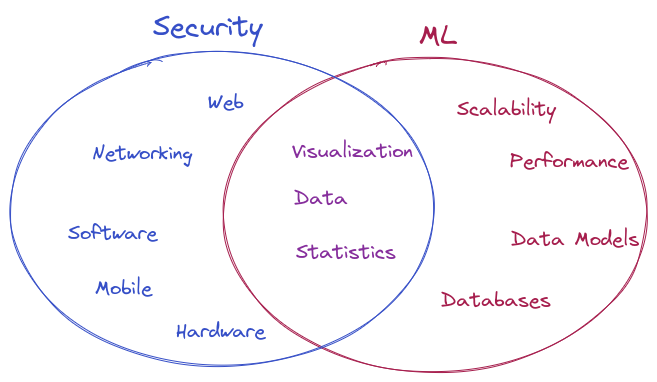 Security
ML
Web
Networking
Software
Mobile
Hardware
Visualization
Data
Statistics
Scalability
Performance
Data Models
Databases